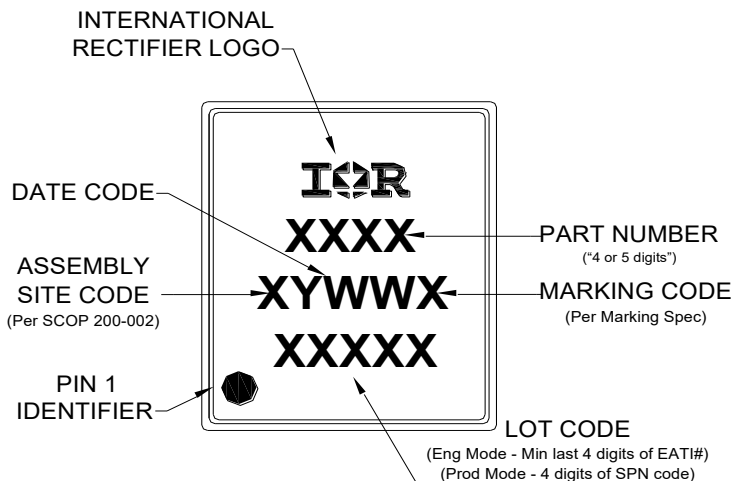 INTERNATIONAL
RECTIFIER LOGO
IOR
DATE CODE
XXXX
PART NUMBER
(“4 or 5 digits”)
ASSEMBLY
SITE CODE
(Per SCOP 200-002)
XYWWX
MARKING CODE
(Per Marking Spec)
XXXXX
PIN 1
IDENTIFIER
LOT CODE
(Eng Mode - Min last 4 digits of EATI#)
(Prod Mode - 4 digits of SPN code)